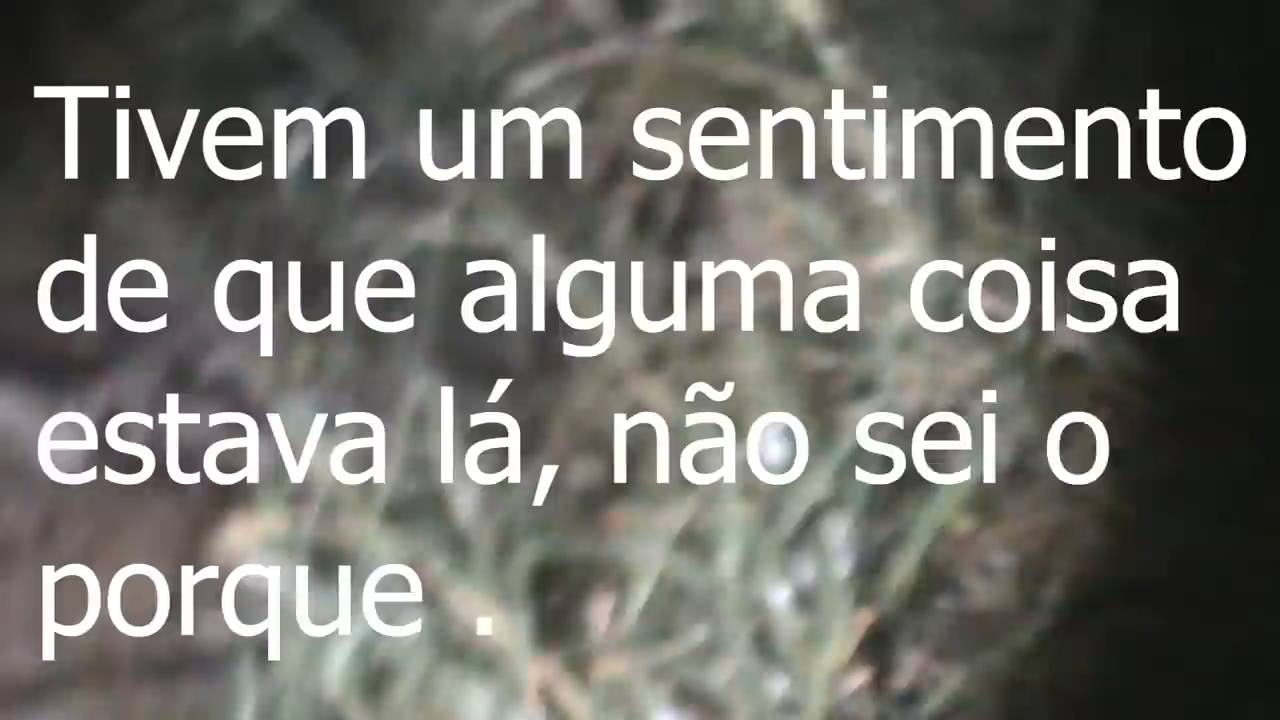 Tivem um sentimento
de que alguma coisa
estava lá, não sei o
porque .